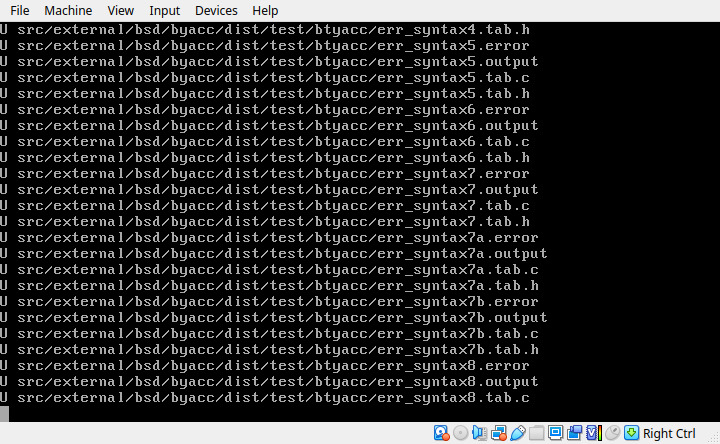 File Machine View Input Devices Help
U src/external/bsd/byacc/dist/test/btyacc/err_syntax4.tab.h
U src/external/bsd/byacc/dist/test/btyacc/err_syntax5.error
U src/external/bsd/byacc/dist/test/btyacc/err_syntax5.output
U src/external/bsd/byacc/dist/test/btyacc/err_syntax5.tab.c
U src/external/bsd/byacc/dist/test/btyacc/err_syntax5.tab.h
U src/external/bsd/byacc/dist/test/btyacc/err_syntax6.error
U src/external/bsd/byacc/dist/test/btyacc/err_syntax6.output
U src/external/bsd/byacc/dist/test/btyacc/err_syntax6.tab.c
U src/external/bsd/byacc/dist/test/btyacc/err_syntax6.tab.h
U src/external/bsd/byacc/dist/test/btyacc/err_syntax7.error
U src/external/bsd/byacc/dist/test/btyacc/err_syntax7.output
U src/external/bsd/byacc/dist/test/btyacc/err_syntax7.tab.c
U src/external/bsd/byacc/dist/test/btyacc/err_syntax7.tab.h
U src/external/bsd/byacc/dist/test/btyacc/err_syntax7a.error
U src/external/bsd/byacc/dist/test/btyacc/err_syntax7a.output
U src/external/bsd/byacc/dist/test/btyacc/err_syntax7a.tab.c
U src/external/bsd/byacc/dist/test/btyacc/err_syntax7a.tab.h
U src/external/bsd/byacc/dist/test/btyacc/err_syntax7b.error
U src/external/bsd/byacc/dist/test/btyacc/err_syntax7b.output
U src/external/bsd/byacc/dist/test/btyacc/err_syntax7b.tab.c
U src/external/bsd/byacc/dist/test/btyacc/err_syntax7b.tab.h
U src/external/bsd/byacc/dist/test/btyacc/err_syntax8.error
U src/external/bsd/byacc/dist/test/btyacc/err_syntax8.output
U src/external/bsd/byacc/dist/test/btyacc/err_syntax8.tab.c
Right Ctrl